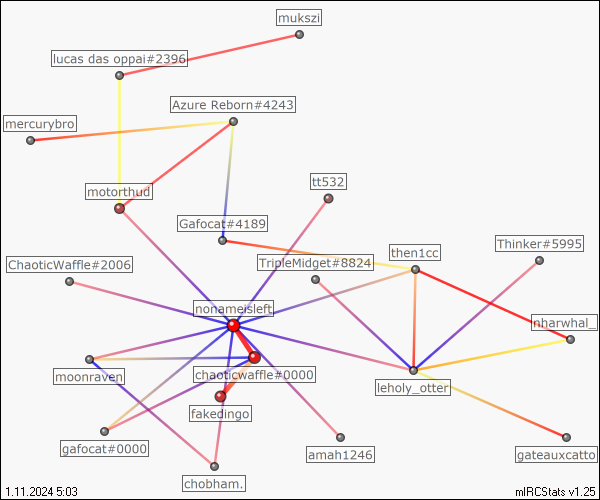 mukszi
lucas das oppai#2396
Azure Reborn#4243
mercurybro
tt532
motorthud
Gafocat#4189
Thinker#5995
then1cc
ChaoticWaffle#2006
TripleMidget#8824
nonameisleft
nharwhal_
moonraven
chaoticwaffle#0000
leholy_otter
fakedingo
gafocat#0000
amah1246
gateauxcatto
chobham.
1.11.2024 5:03
mIRCStats v1.25